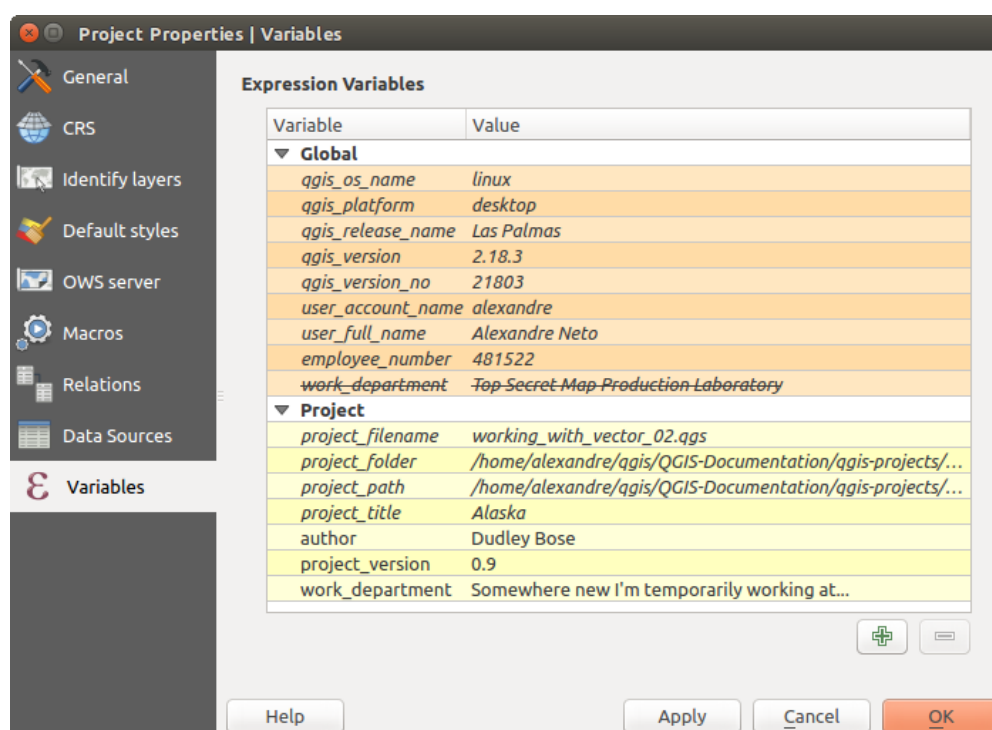 Project Properties | Variables
General
CRS
Identify layers
Default styles
OWS server
Macros
Relations
Data Sources
Variables
Expression Variables
Variable Value
Global
qgis_os_name linux
qgis_platform desktop
qgis_release_name Las Palmas
qgis_version 2.18.3
qgis_version_no 21803
user_account_name alexandre
user_full_name Alexandre Neto
employee_number 481522
work_department Top Secret Map Production Laboratory
Project
project_filename working_with_vector_02.qgs
project_folder /home/alexandre/qgis/QGIS-Documentation/qgis-projects/...
project_path /home/alexandre/qgis/QGIS-Documentation/qgis-projects/...
project_title Alaska
author Dudley Bose
project_version 0.9
work_department Somewhere new I'm temporarily working at...
Help Apply Cancel OK